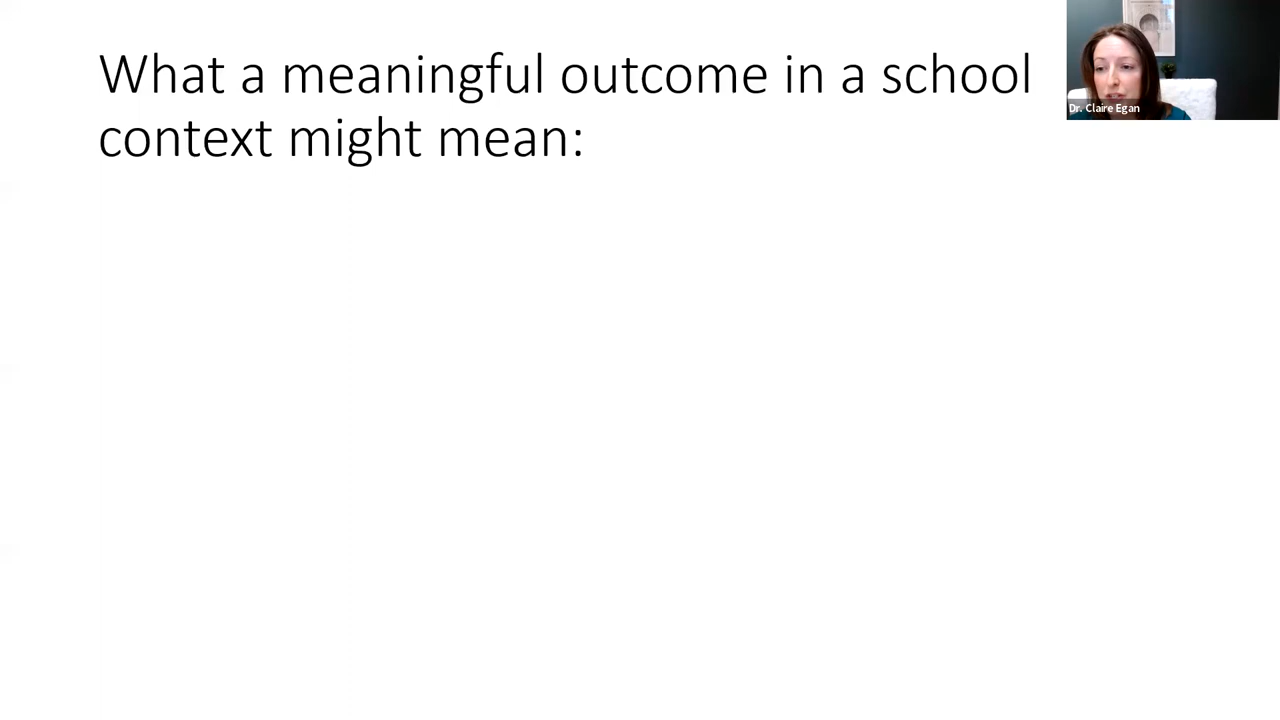 What a meaningful outcome in a school
context might mean:
Dr. Claire Egan